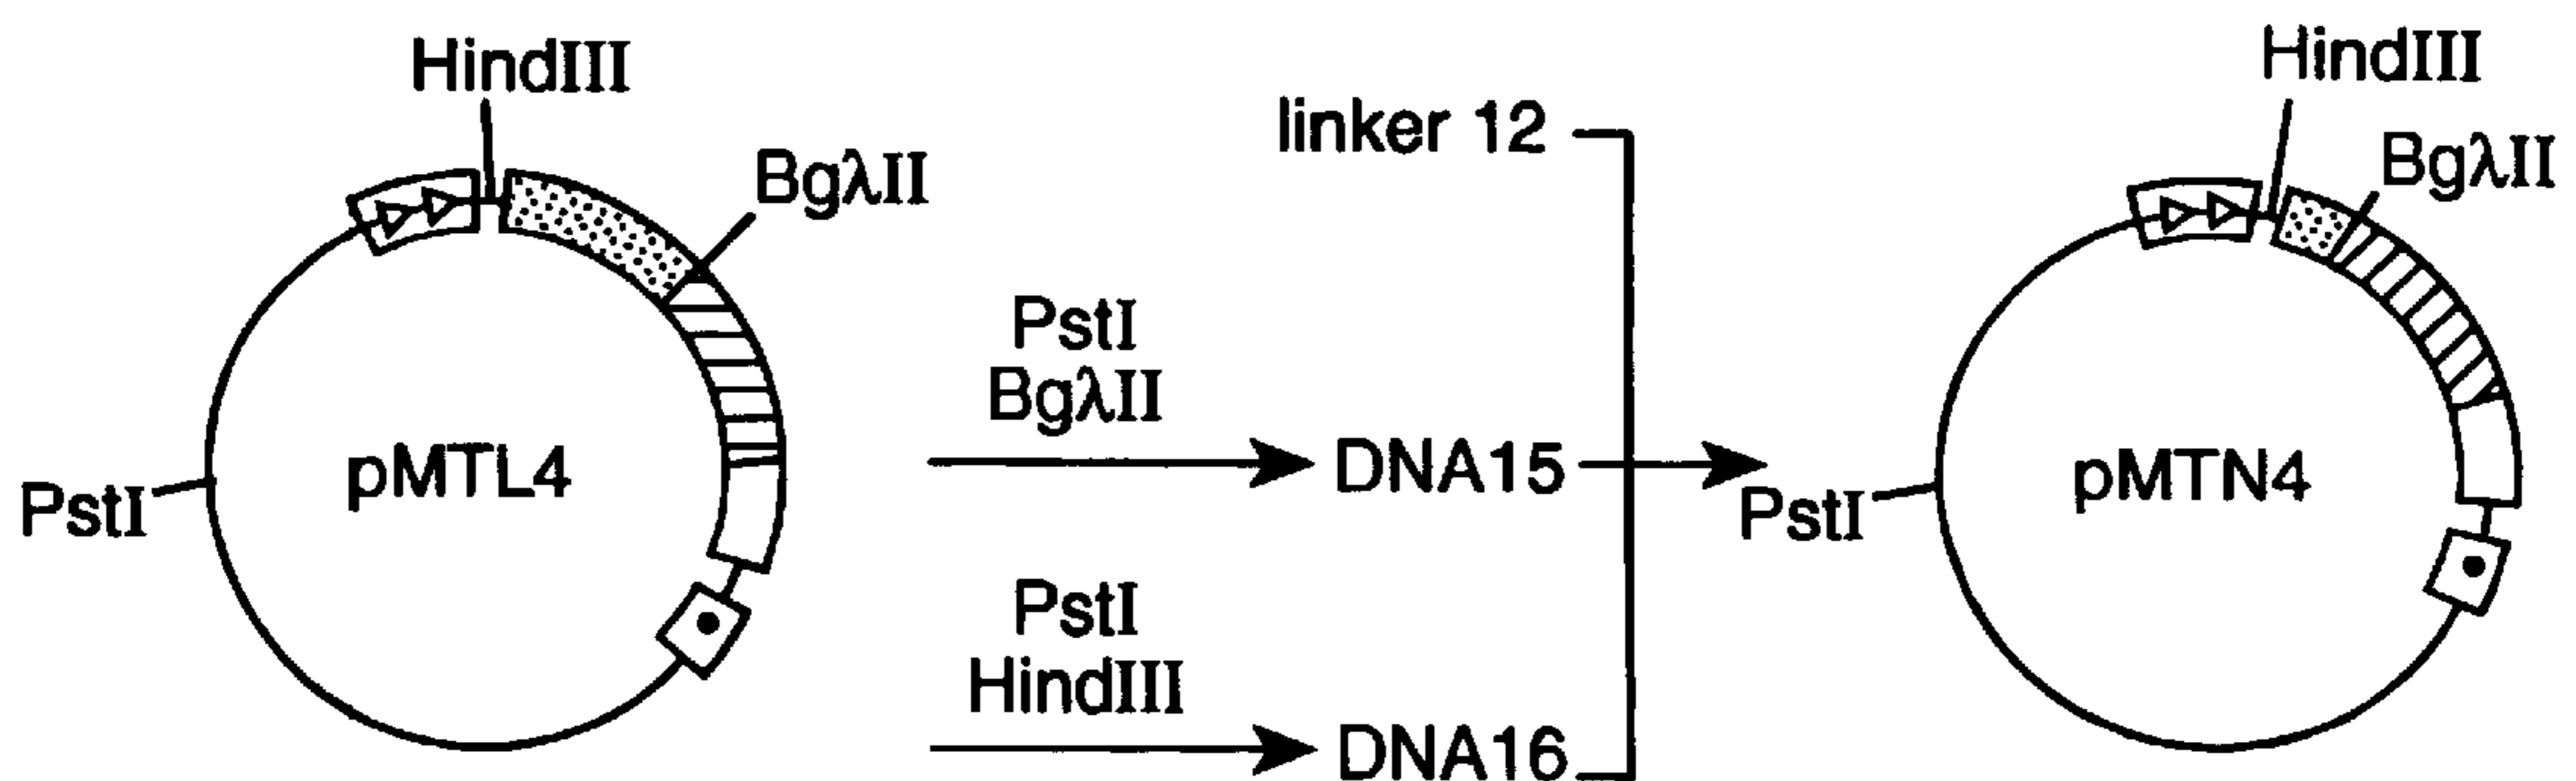 HindIII
BgλII
PstI
pMTL4
PstI
BgλII
DNA15
PstI
HindIII
DNA16
linker 12
HindIII
BgλII
PstI
pMTN4